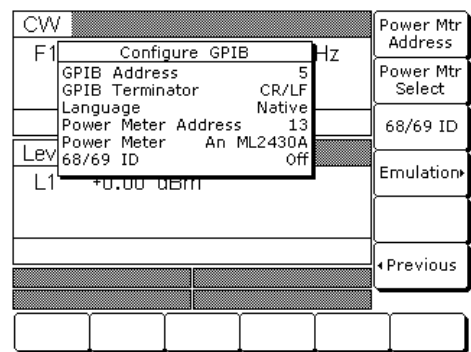 CW
F1
Hz
Configure GPIB
GPIB Address 5
GPIB Terminator CR/LF
Language Native
Power Meter Address 13
Power Meter An ML2430A
68/69 ID Off
Lev
L1 +0.00 dBm
Power Mtr
Address
Power Mtr
Select
68/69 ID
Emulation
Previous